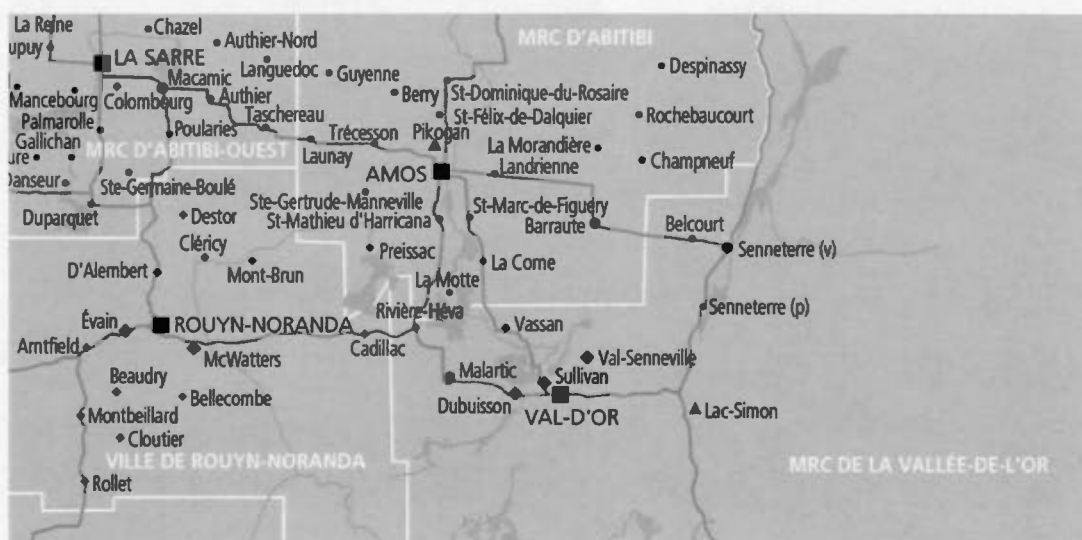 La Reine
Chazel
MRC D'ABITIBI
upuy
Authier-Nord
LA SARRE
Languedoc
Guyenne
Despinassy
Macamic
Mancebourg
Colombourg
Authier
Berry
St-Dominique-du-Rosaire
Palmarolle
Taschereau
St-Félix-de-Dalquier
Rochebaucourt
Poularies
Pikogan
Gallichan
Trécesson
La Morandière
MRC D'ABITIBI-OUEST
Launay
ure
Landrienne
Champneuf
AMOS
Danseur
Ste-Germaine-Boulé
Ste-Gertrude-Manneville
Duparquet
Destor
St-Mathieu d'Harricana
St-Marc-de-Figuery
Barraute
Belcourt
Cléricy
Preissac
Senneterre (v)
D'Alembert
Mont-Brun
La Corne
La Motte
Rivière-Héva
Senneterre (p)
Évain
ROUYN-NORANDA
Vassan
Arntfield
Cadillac
McWatters
Val-Senneville
Malartic
Beaudry
Sullivan
Bellecombe
Dubuisson
Montbeillard
VAL-D'OR
Lac-Simon
Cloutier
VILLE DE ROUYN-NORANDA
MRC DE LA VALLÉE-DE-L'OR
Rollet